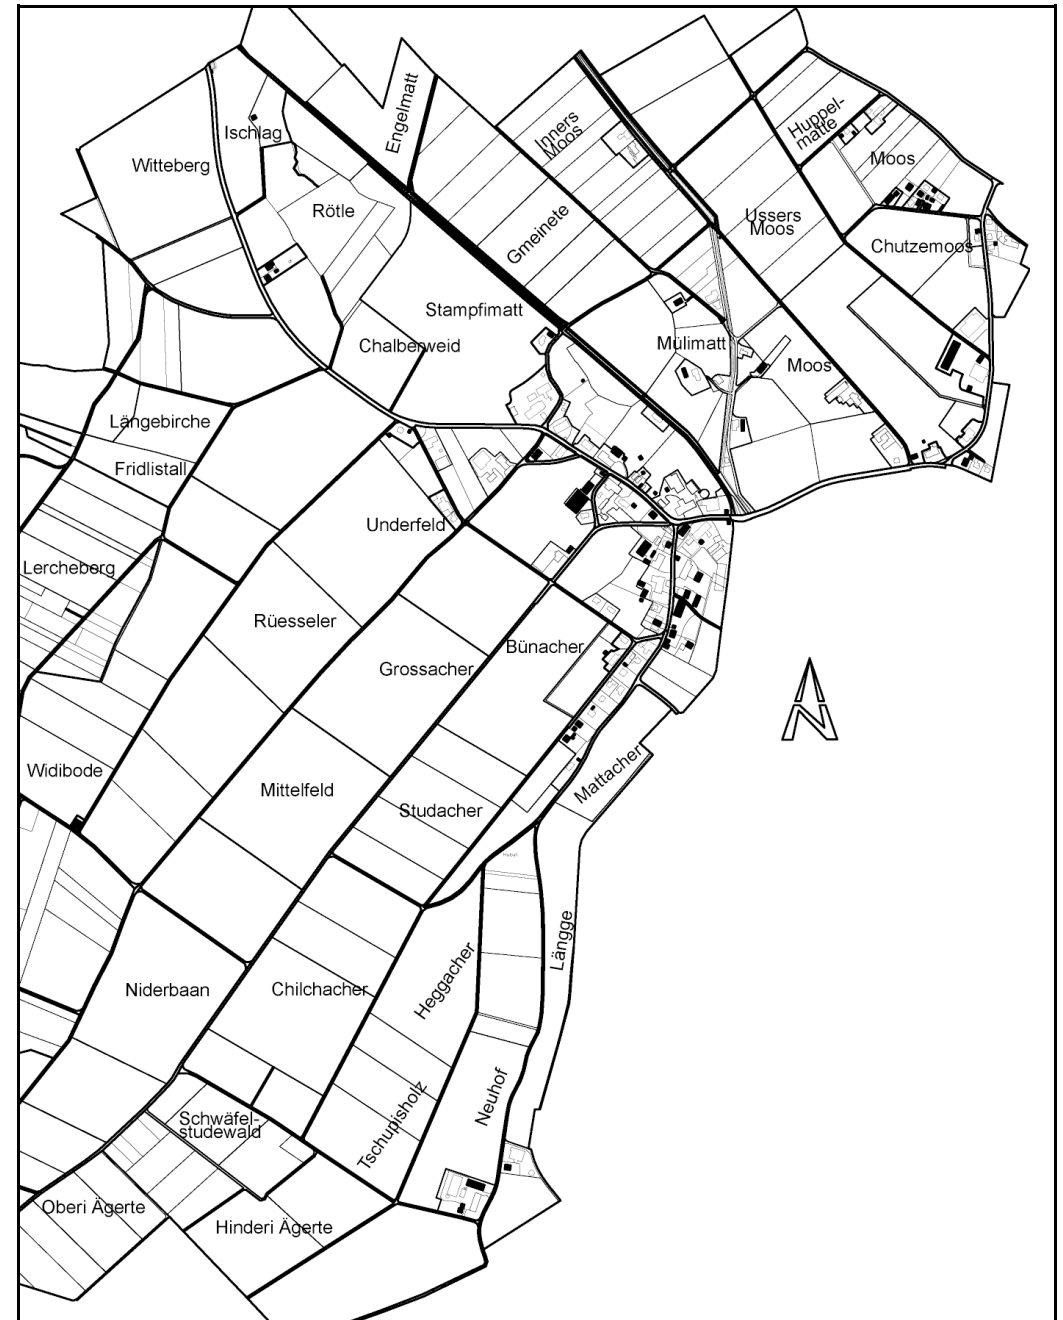 Engelmatt
Inners
Moos
Huppel-
matte
Ischlag
Moos
Witteberg
Rötle
Ussers
Moos
Gmeinete
Chutzemoos
Stampfimatt
Chalberweid
Mülimatt
Moos
Längebirche
Fridlistall
Underfeld
Lercheberg
Rüesseler
Bünacher
Grossacher
Widibode
Mittelfeld
Mattacher
Studacher
Hubel
Längge
Heggacher
Niderbaan
Chilchacher
Neuhof
Tschupisholz
Schwäfel-
studewald
Oberi Ägerte
Hinderi Ägerte
N